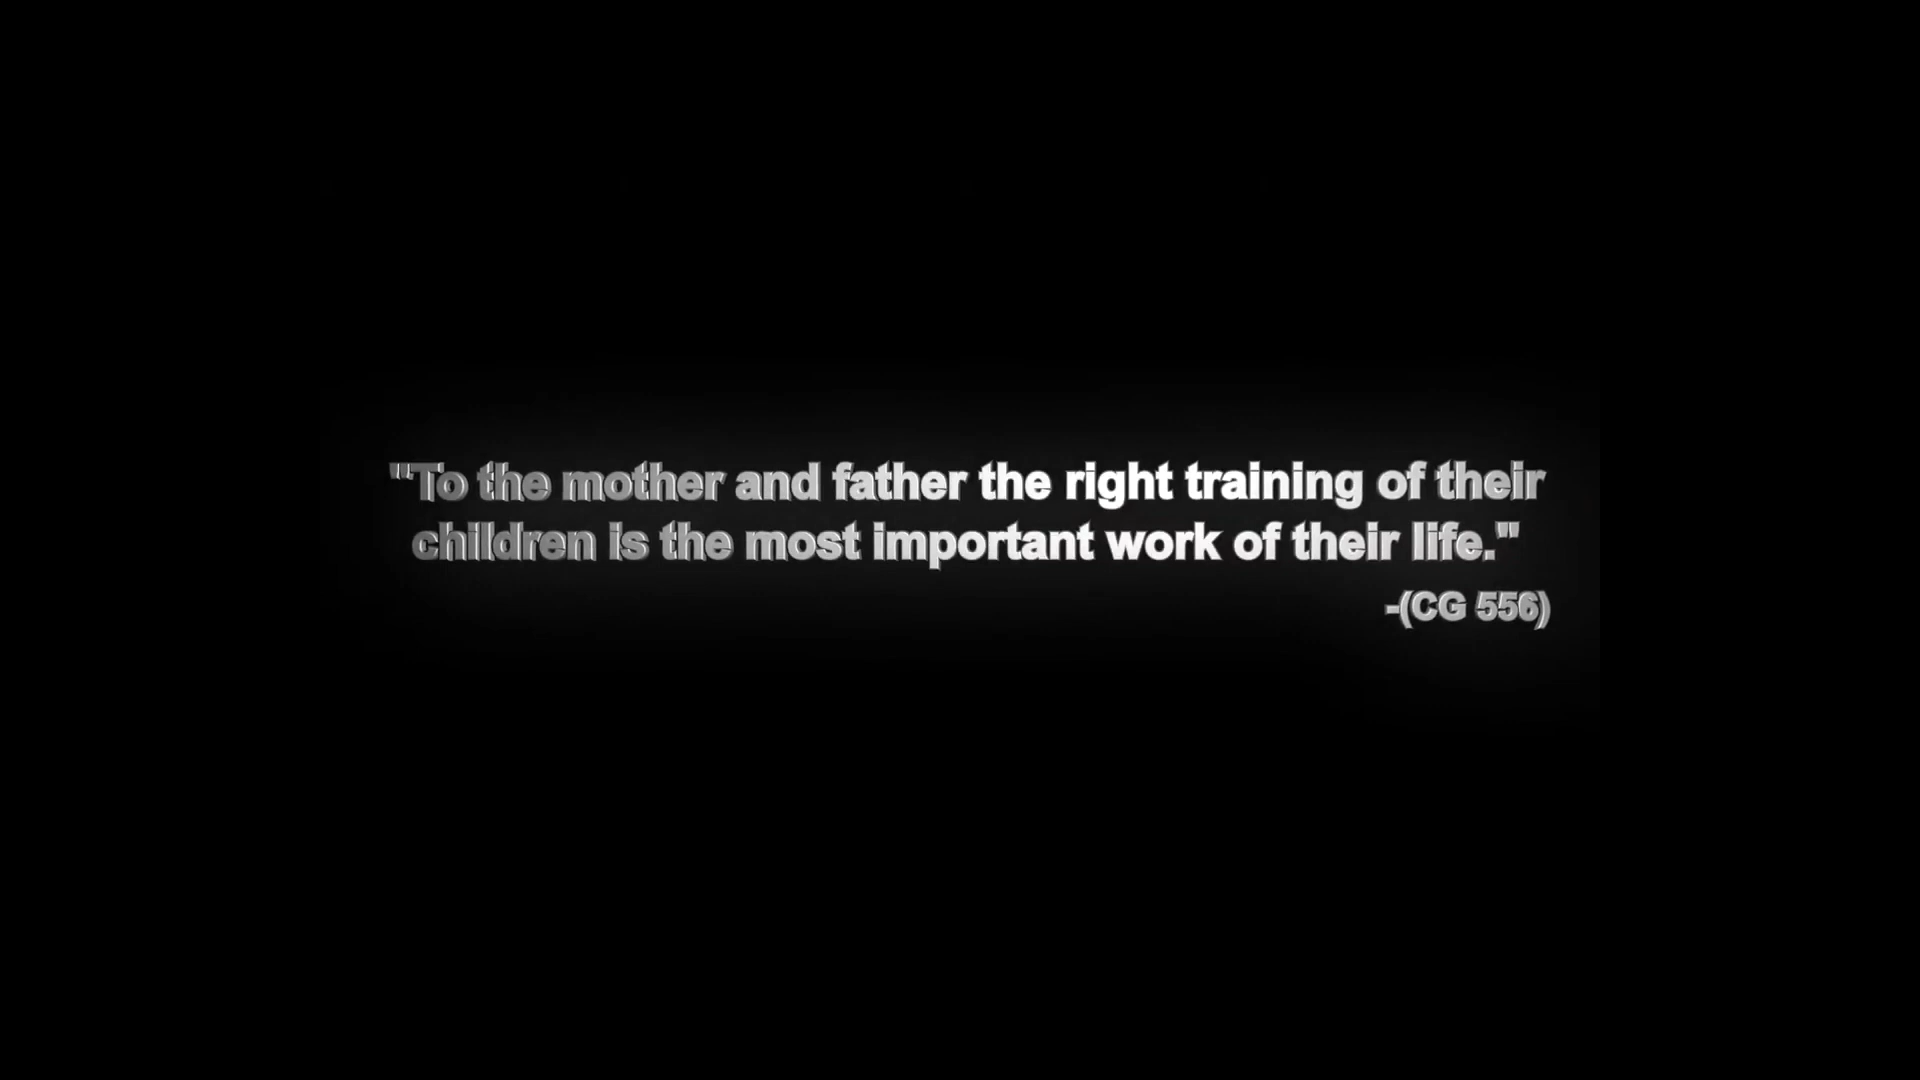 "To the mother and father the right training of their
children is the most important work of their life."
-(CG 556)